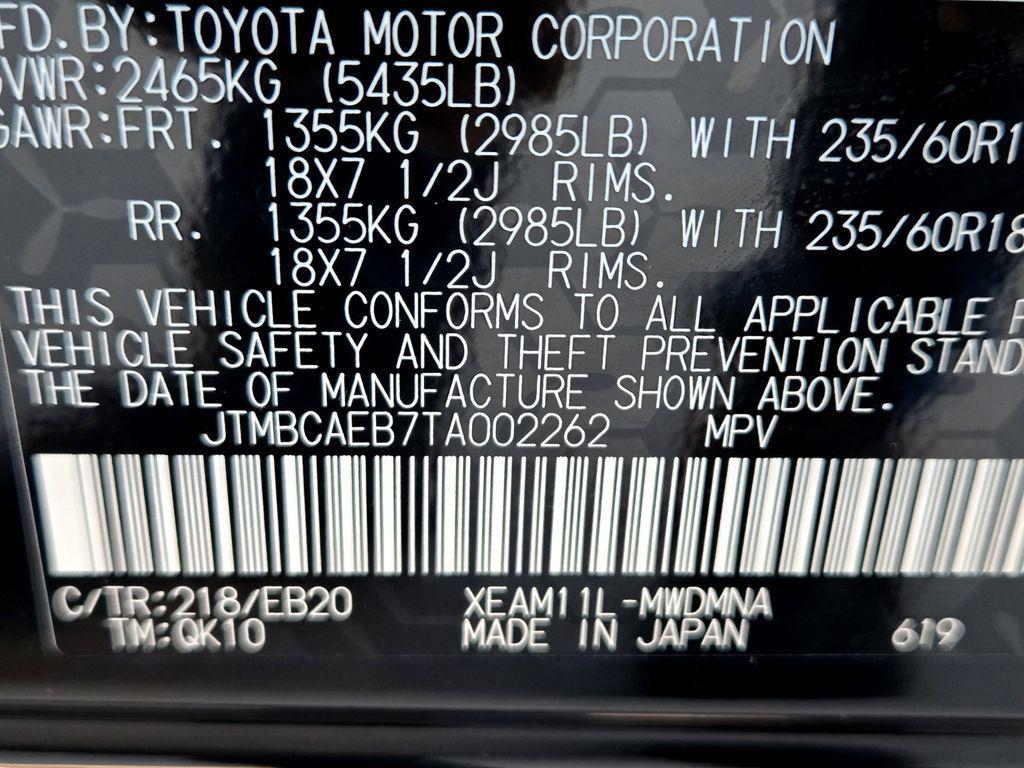 FD. BY:TOYOTA MOTOR CORPORATION
GVWR:2465KG (5435LB)
GAWR:FRT. 1355KG (2985LB) WITH 235/60R1
18X7 1/2J RIMS.
RR. 1355KG (2985LB) WITH 235/60R18
18X7 1/2J RIMS.
THIS VEHICLE CONFORMS TO ALL APPLICABLE F
VEHICLE SAFETY AND THEFT PREVENTION STAND
THE DATE OF MANUFACTURE SHOWN ABOVE.
JTMBCAEB7TA002262 MPV
C/TR:218/EB20 XEAM11L-MWDMNA
TM:QK10 MADE IN JAPAN 619